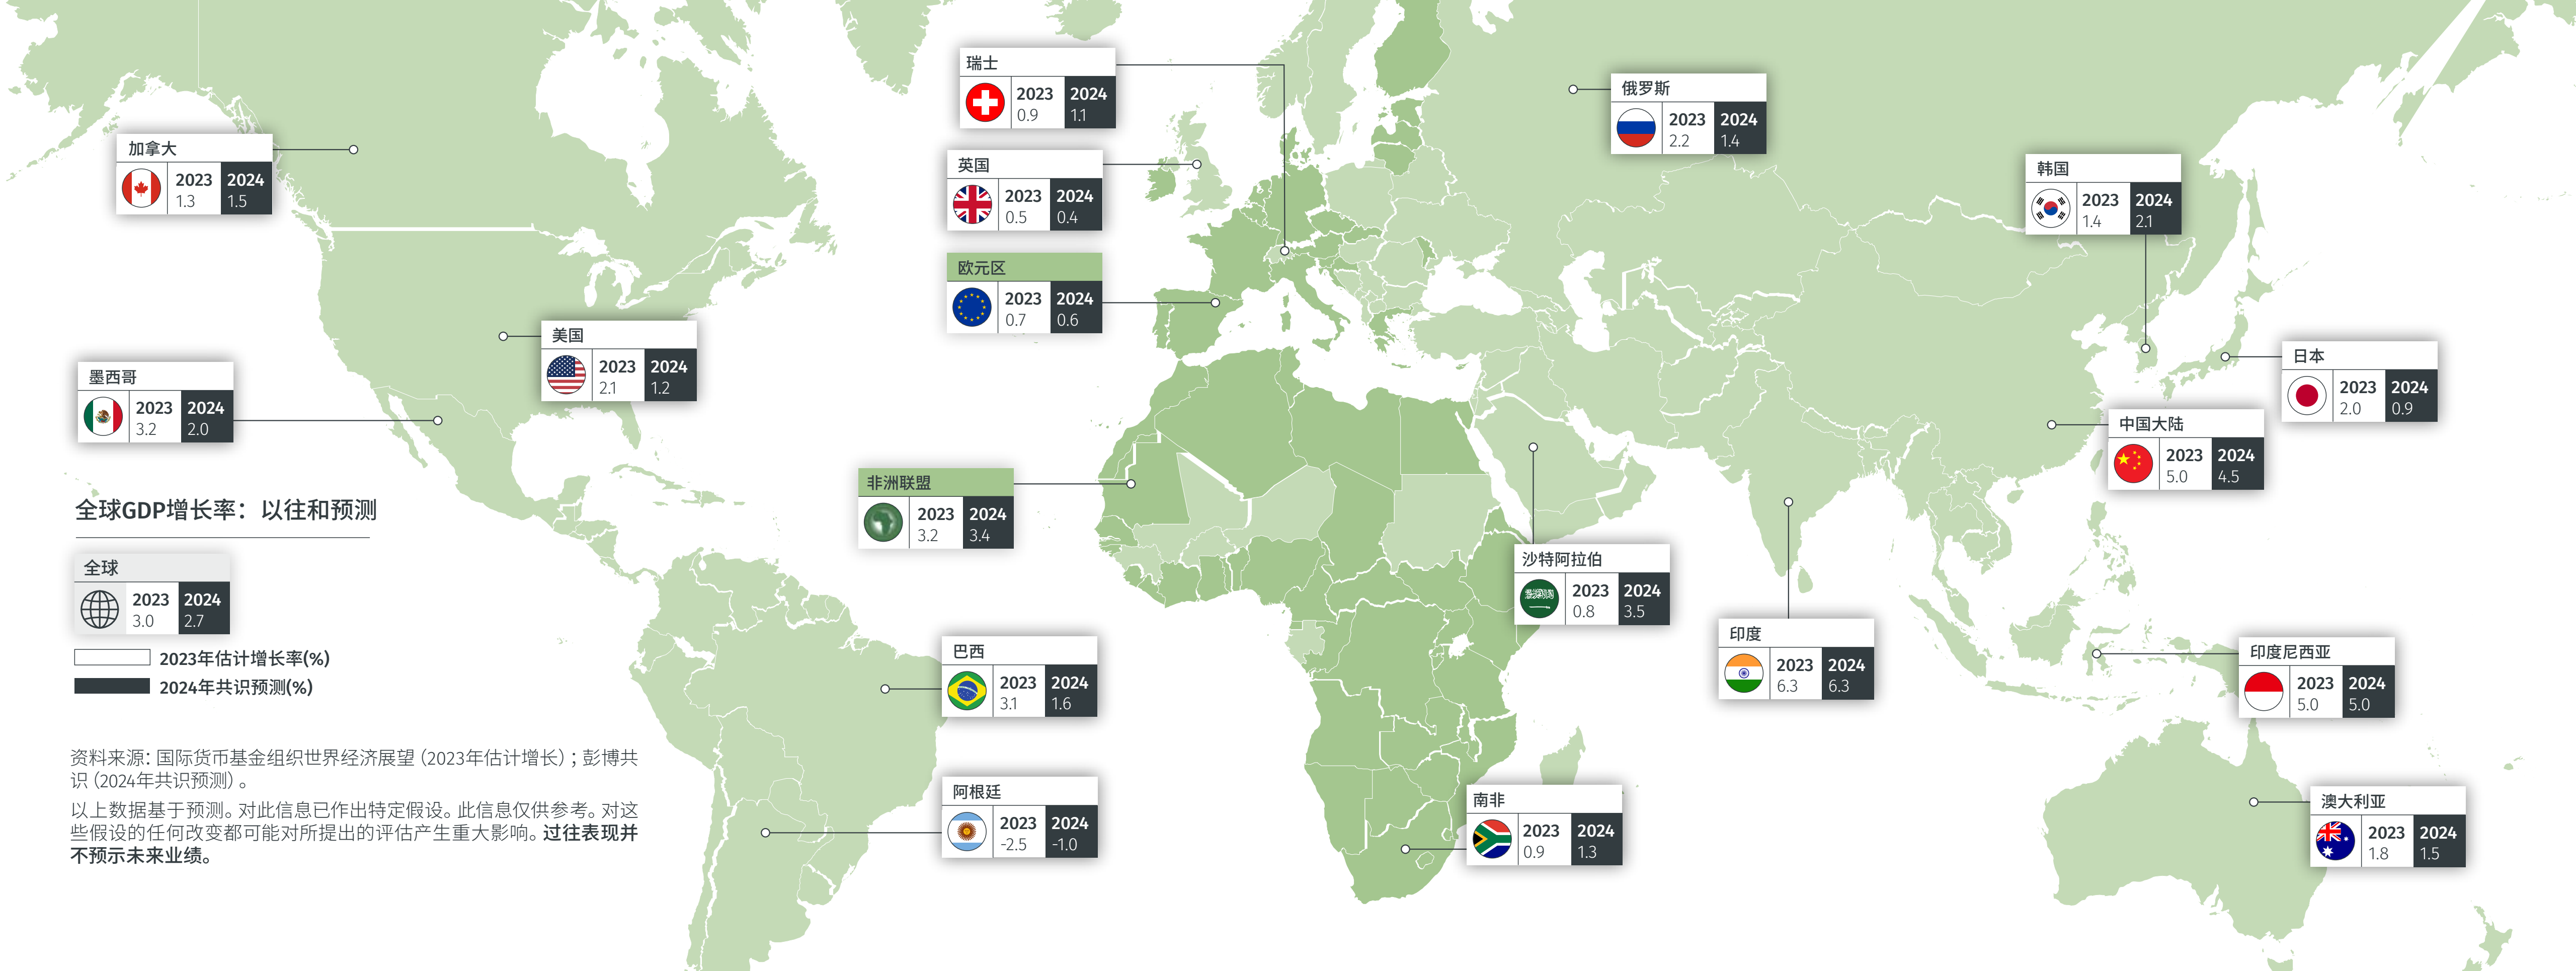 瑞士
2023 2024
0.9 1.1
俄罗斯
2023 2024
2.2 1.4
加拿大
2023 2024
1.3 1.5
英国
2023 2024
0.5 0.4
韩国
2023 2024
1.4 2.1
欧元区
2023 2024
0.7 0.6
美国
2023 2024
2.1 1.2
日本
2023 2024
2.0 0.9
墨西哥
2023 2024
3.2 2.0
中国大陆
2023 2024
5.0 4.5
非洲联盟
2023 2024
3.2 3.4
全球GDP增长率：以往和预测
全球
2023 2024
3.0 2.7
2023年估计增长率(%)
2024年共识预测(%)
沙特阿拉伯
2023 2024
0.8 3.5
印度
2023 2024
6.3 6.3
巴西
2023 2024
3.1 1.6
印度尼西亚
2023 2024
5.0 5.0
阿根廷
2023 2024
-2.5 -1.0
南非
2023 2024
0.9 1.3
澳大利亚
2023 2024
1.8 1.5
资料来源：国际货币基金组织世界经济展望（2023年估计增长）；彭博共
识（2024年共识预测）。
以上数据基于预测。对此信息已作出特定假设。此信息仅供参考。对这
些假设的任何改变都可能对所提出的评估产生重大影响。过往表现并
不预示未来业绩。